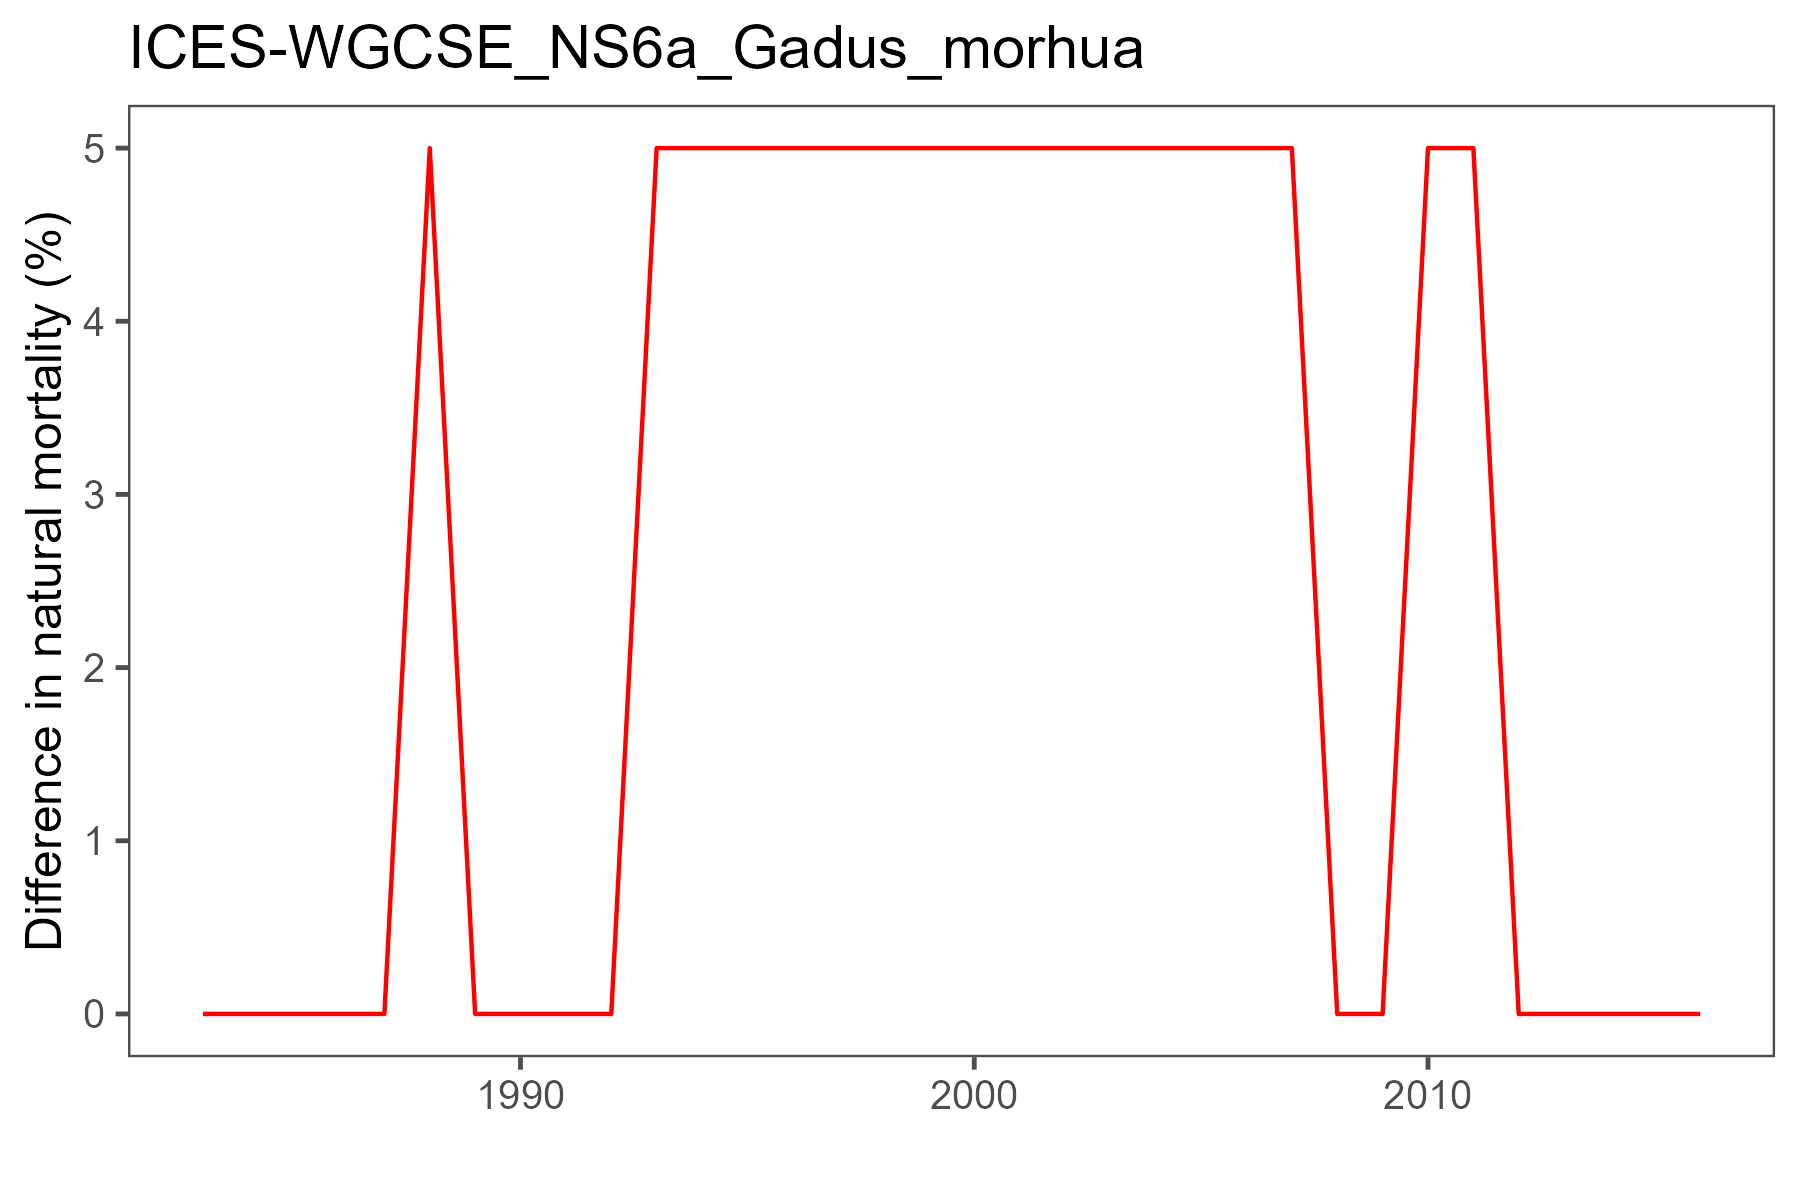 ICES-WGCSE_NS6a_Gadus_morhua
Difference in natural mortality (%)
5
4
3
2
1
0
1990 2000 2010